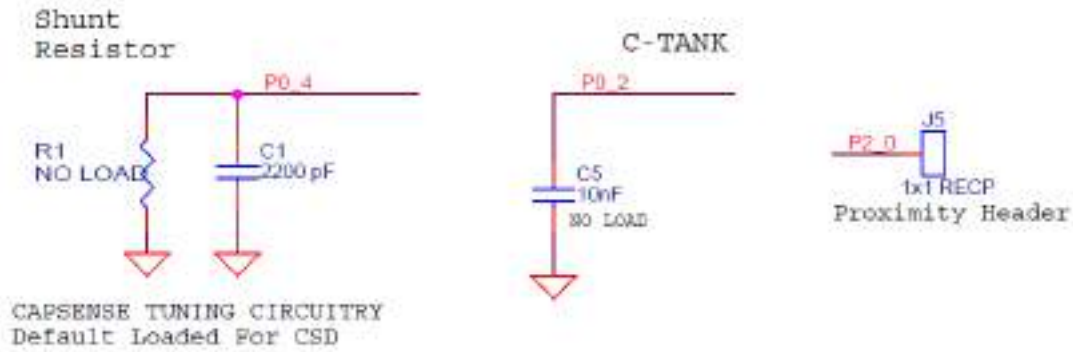 Shunt
Resistor
P0_4
R1
NO LOAD
C1
2200 pF
CAPSENSE TUNING CIRCUITRY
Default Loaded For CSD
C-TANK
P0_2
C5
10nF
NO LOAD
J5
P2_0
1x1 RECP
Proximity Header